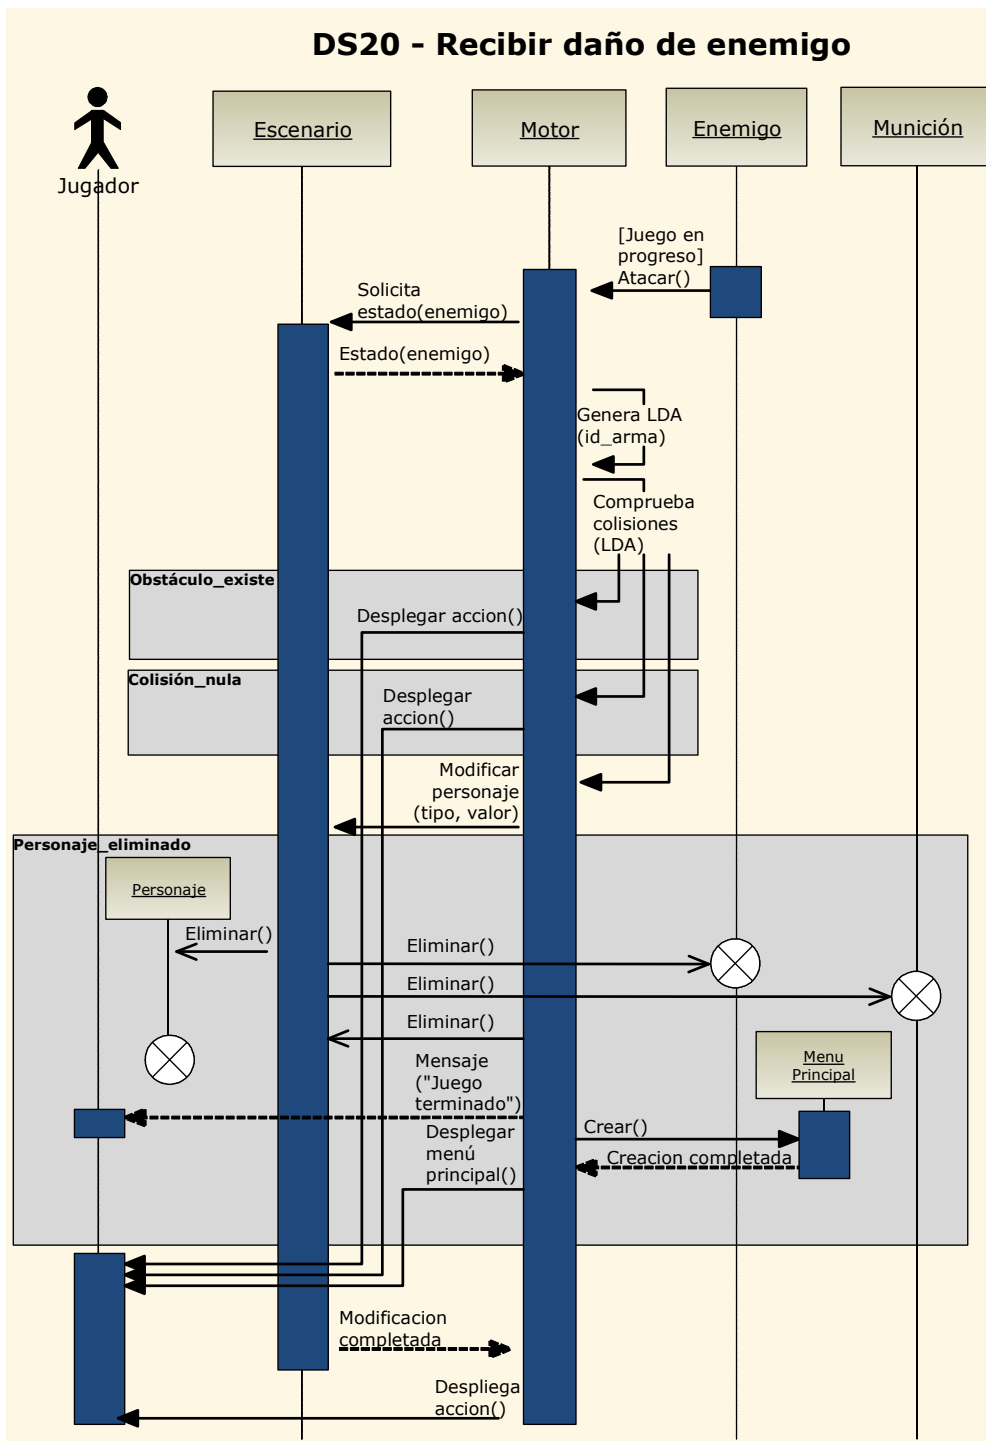 DS20 - Recibir daño de enemigo
Jugador
Escenario
Motor
Enemigo
Munición
[Juego en
progreso]
Atacar()
Solicita
estado(enemigo)
Estado(enemigo)
Genera LDA
(id_arma)
Comprueba
colisiones
(LDA)
Obstáculo_existe
Desplegar accion()
Colisión_nula
Desplegar
accion()
Modificar
personaje
(tipo, valor)
Personaje_eliminado
Personaje
Eliminar()
Eliminar()
Eliminar()
Eliminar()
Mensaje
("Juego
terminado")
Menu
Principal
Crear()
Creacion completada
Desplegar
menú
principal()
Modificacion
completada
Despliega
accion()